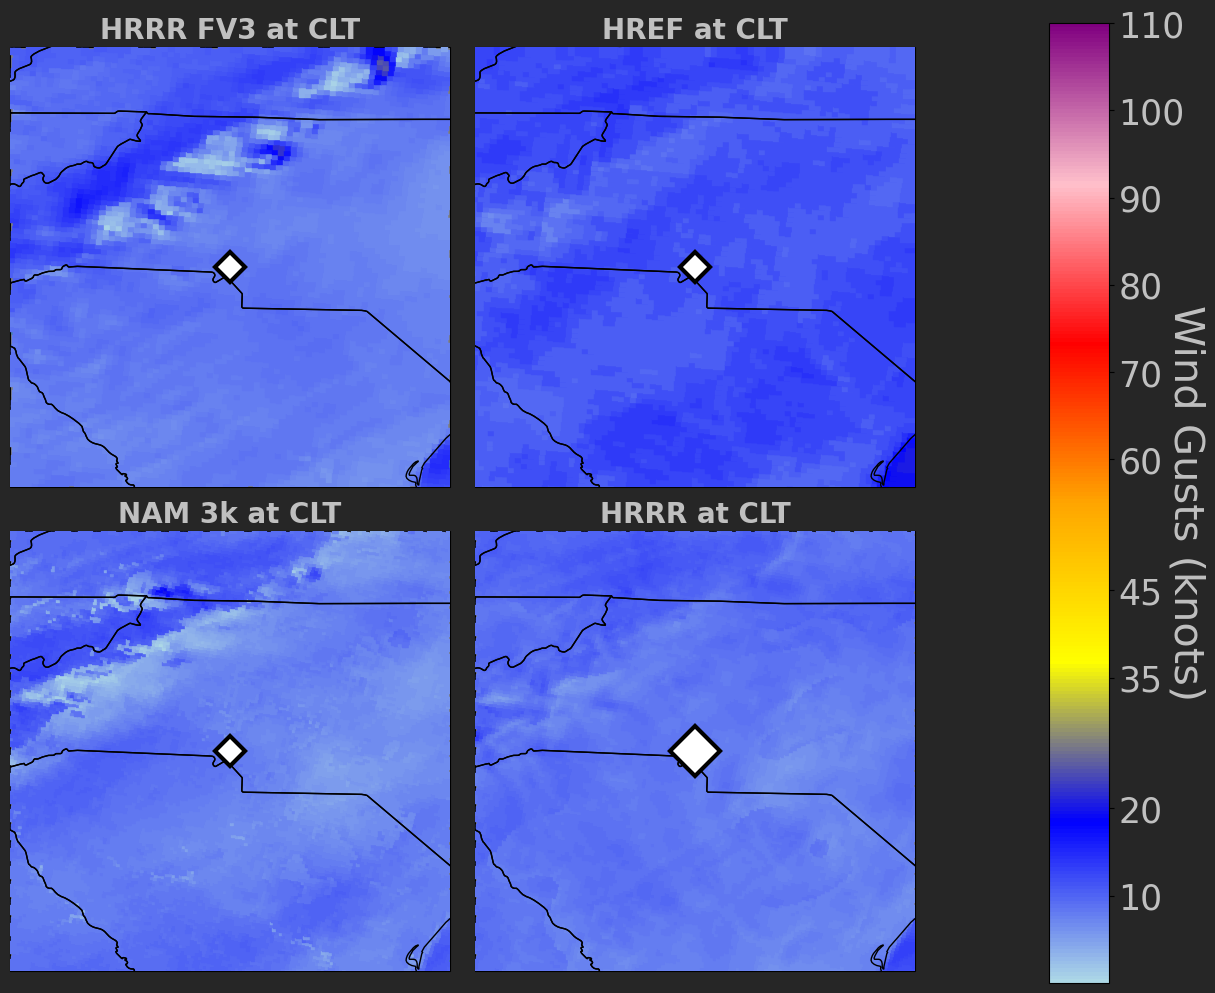 HRRR FV3 at CLT
HREF at CLT
NAM 3k at CLT
HRRR at CLT
110
100
90
80
70
60
45
35
20
10
Wind Gusts (knots)